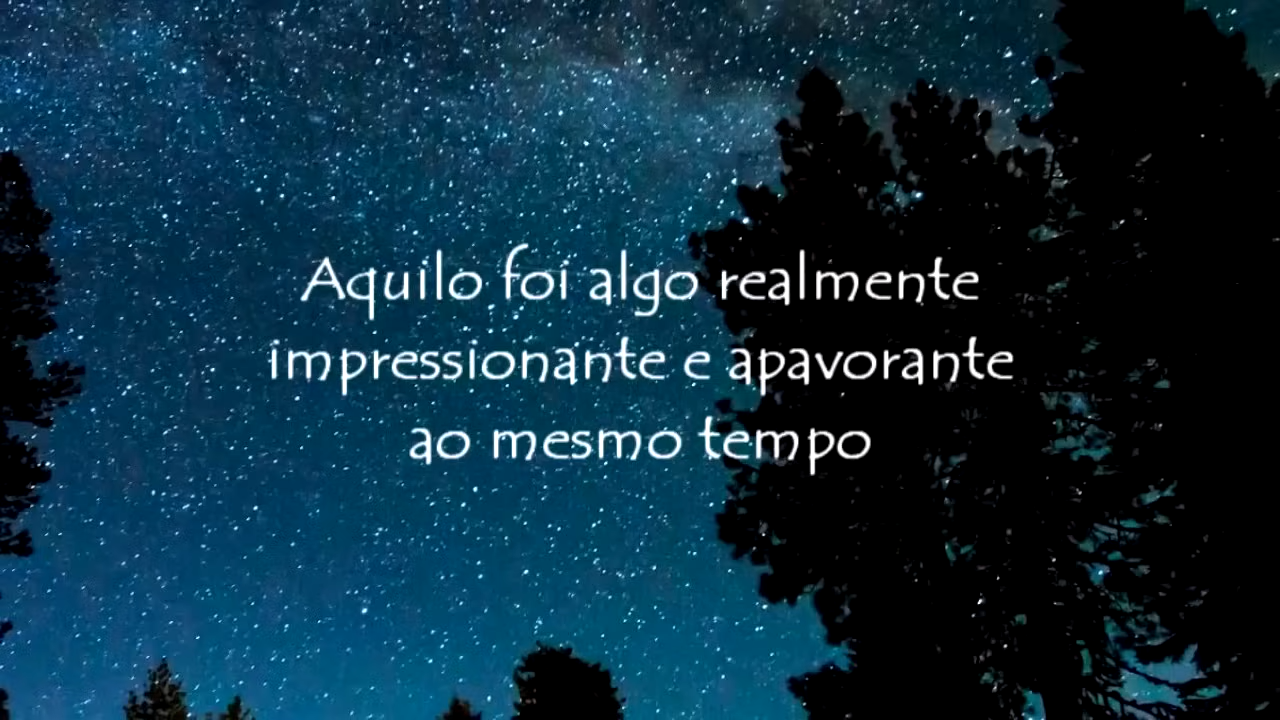 Aquilo foi algo realmente
impressionante e apavorante
ao mesmo tempo